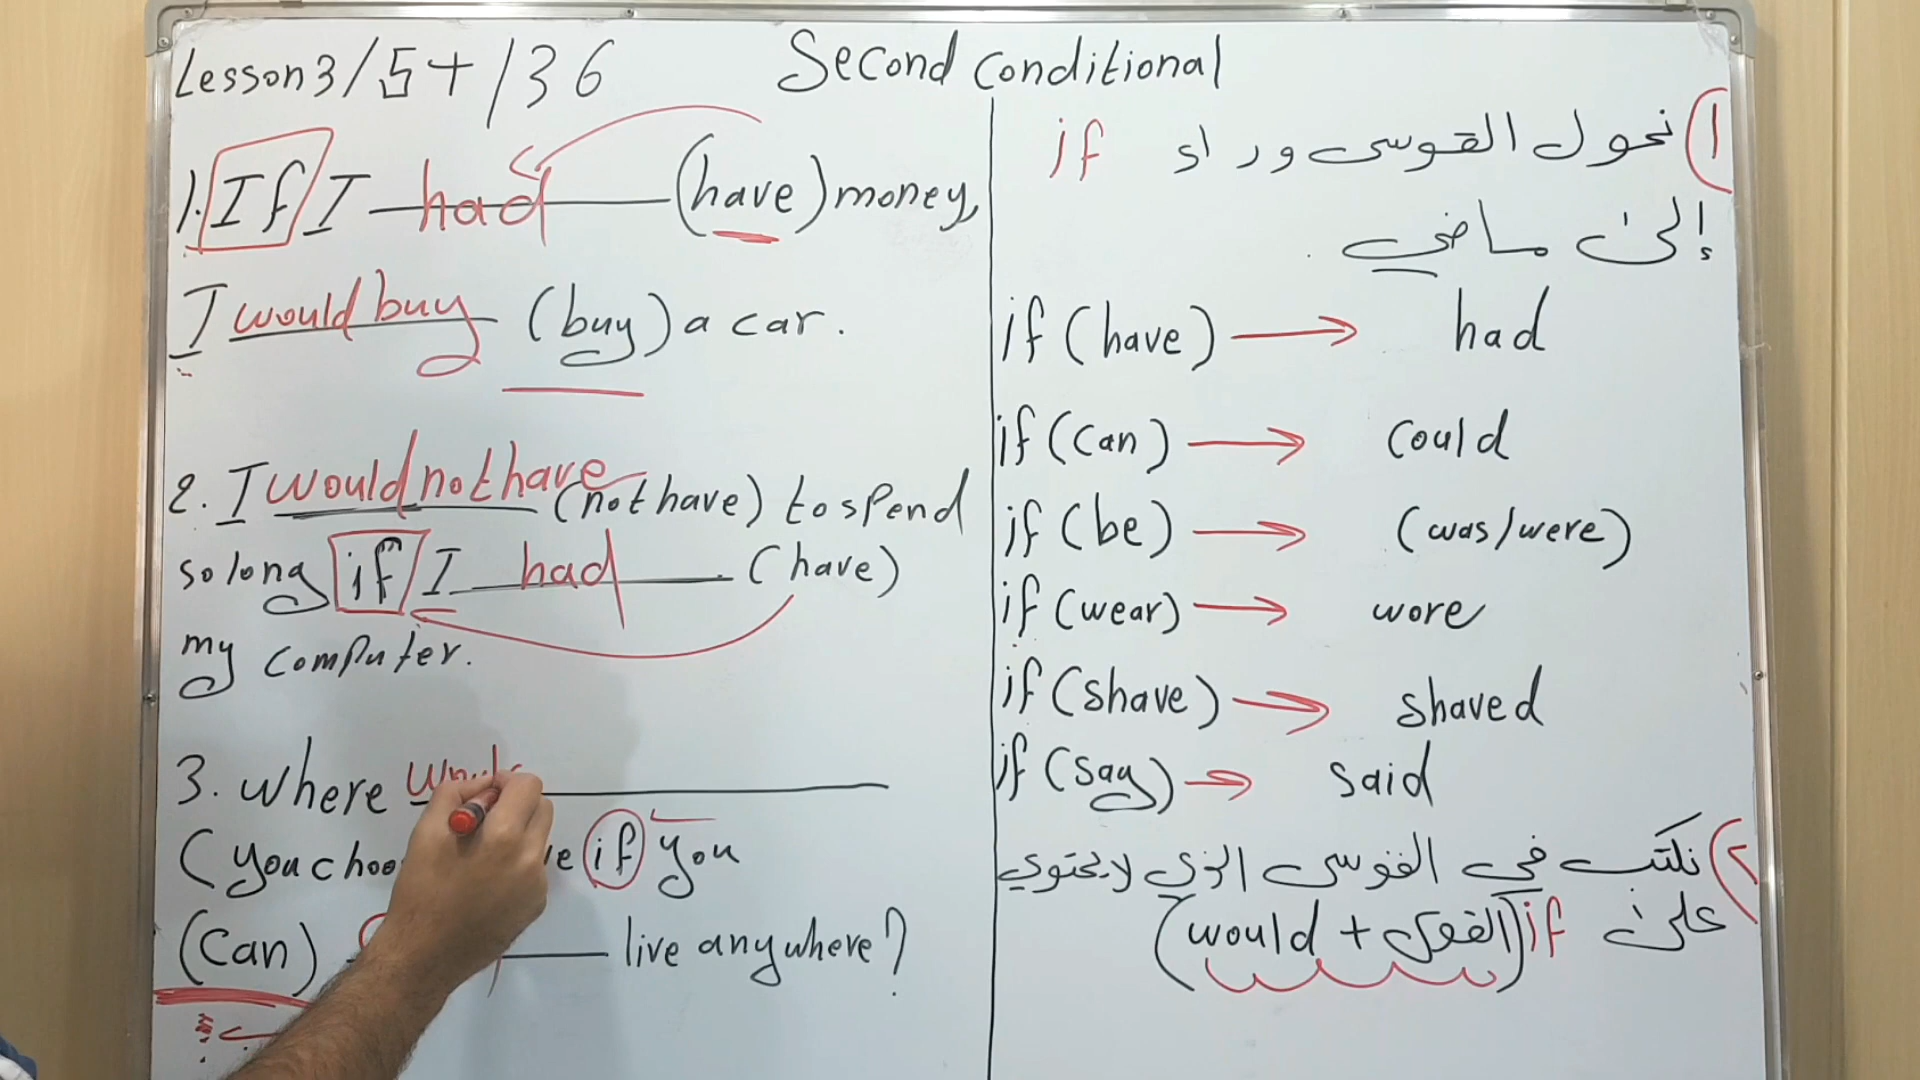 Lesson 3/5+/36
Second conditional
1. If I had (have) money,
I would buy (buy) a car.
2. I would not have (not have) to spend
so long if I had (have)
my computer.
3. where
(you if you
(can) live anywhere?
1 نحول القوس وراء if
إلى ماضي.
if (have) → had
if (can) → could
if (be) → (was/were)
if (wear) → wore
if (shave) → shaved
if (say) → said
٢ نكتب في القوس الذي لا يحتوي
على if (would + الفعل)